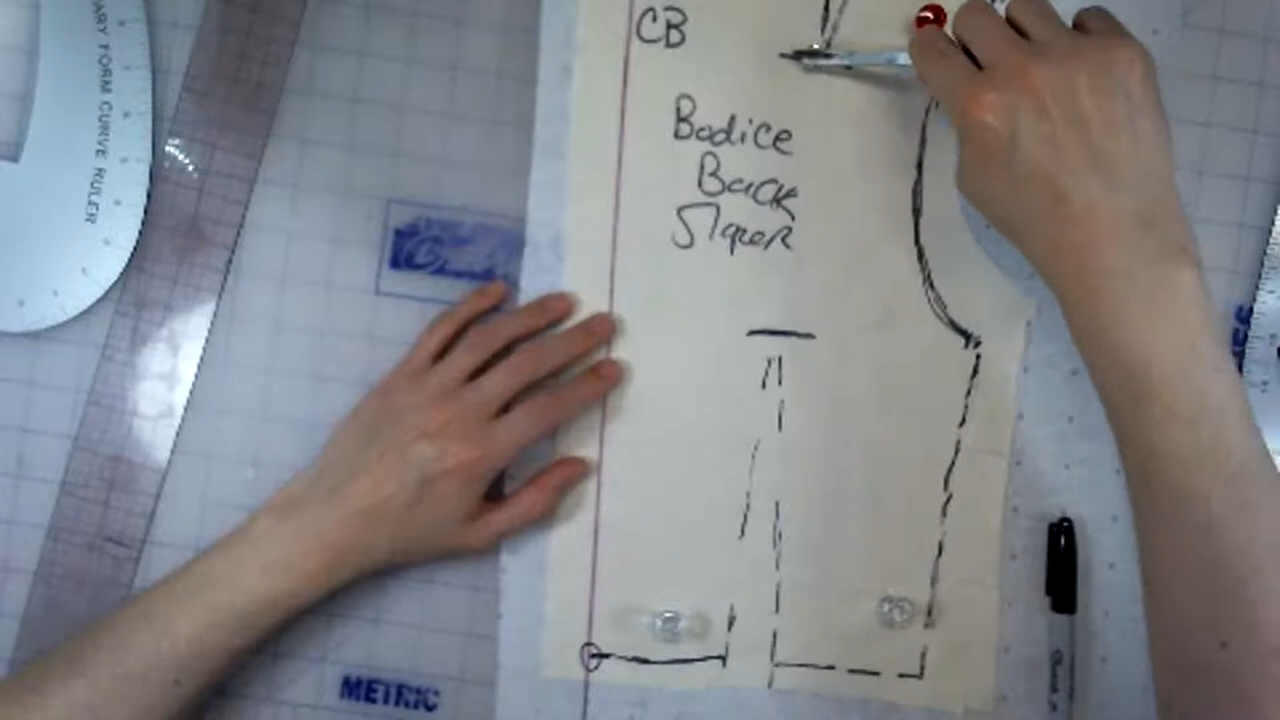 CB
Bodice
Back
Sloper
ARY FORM CURVE RULER
METRIC